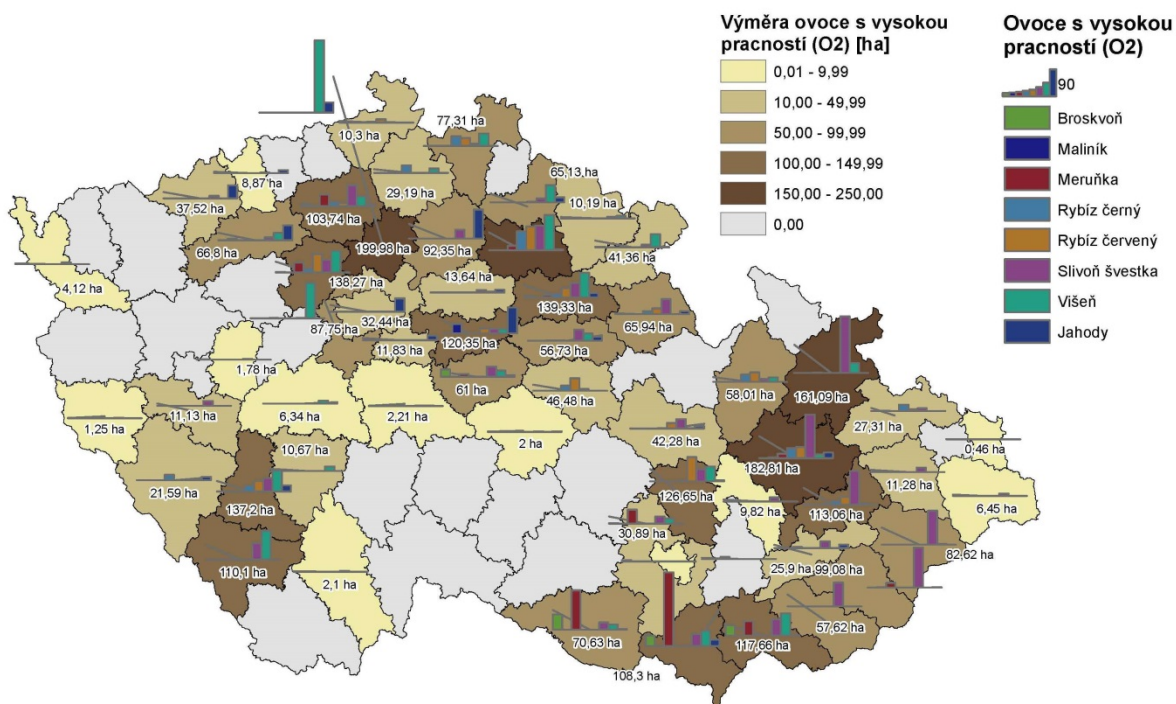 Výměra ovoce s vysokou
pracností (O2) [ha]
0,01 - 9,99
10,00 - 49,99
50,00 - 99,99
100,00 - 149,99
150,00 - 250,00
0,00
Ovoce s vysokou
pracností (O2)
90
Broskvoň
Maliník
Meruňka
Rybíz černý
Rybíz červený
Slivoň švestka
Višeň
Jahody
77,31 ha
10,3 ha
65,13 ha
8,87 ha
29,19 ha
10,19 ha
37,52 ha
103,74 ha
66,8 ha
199,98 ha
92,35 ha
41,36 ha
4,12 ha
138,27 ha
13,64 ha
139,33 ha
32,44 ha
87,75 ha
65,94 ha
11,83 ha
120,35 ha
56,73 ha
1,78 ha
61 ha
58,01 ha
161,09 ha
46,48 ha
11,13 ha
6,34 ha
2,21 ha
27,31 ha
1,25 ha
2 ha
42,28 ha
0,46 ha
10,67 ha
182,81 ha
11,28 ha
21,59 ha
137,2 ha
126,65 ha
9,82 ha
113,06 ha
6,45 ha
30,89 ha
82,62 ha
110,1 ha
25,9 ha
99,08 ha
2,1 ha
57,62 ha
70,63 ha
117,66 ha
108,3 ha